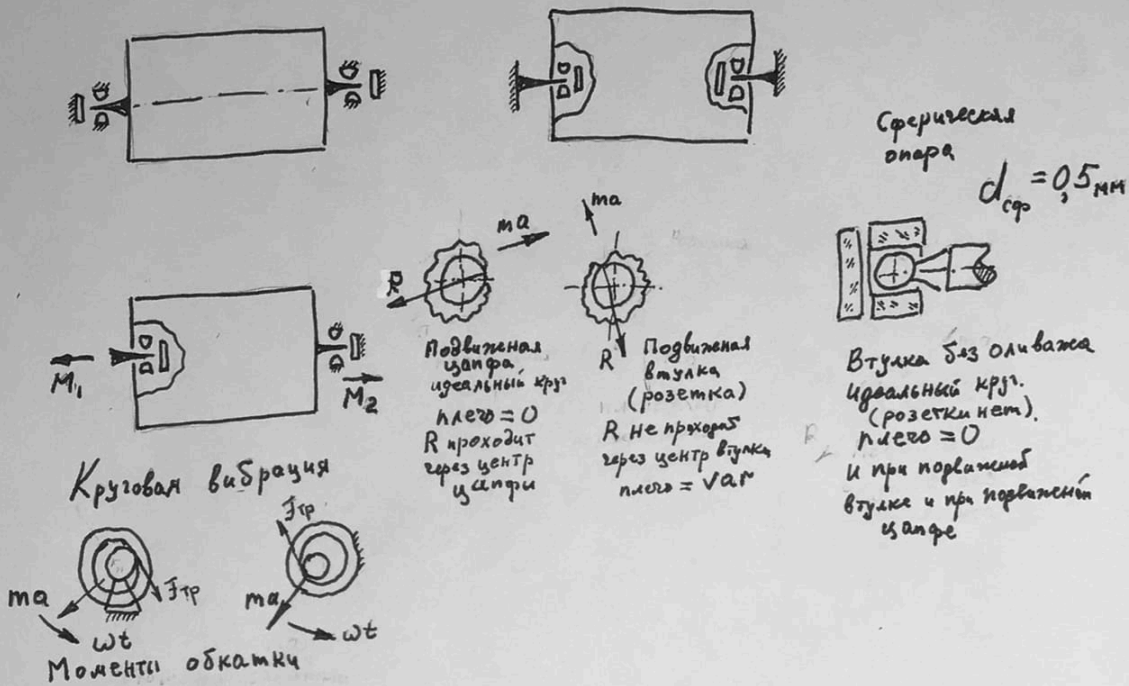 Сферическая
опора
d сф = 0,5 мм
ma
R
Подвиженая
цапфа
идеальный круг
плечо = 0
R проходит
через центр
цапфы
ma
R
Подвиженая
втулка
(розетка)
R не проходит
через центр втулки
плечо = var
Втулка без оливажа
идеальный круг.
(розетки нет).
плечо = 0
и при подвиженой
втулке и при подвиженой
цапфе
M₁
M₂
Круговая вибрация
Fтр
ma
ωt
Fтр
ma
ωt
Моменты обкатки